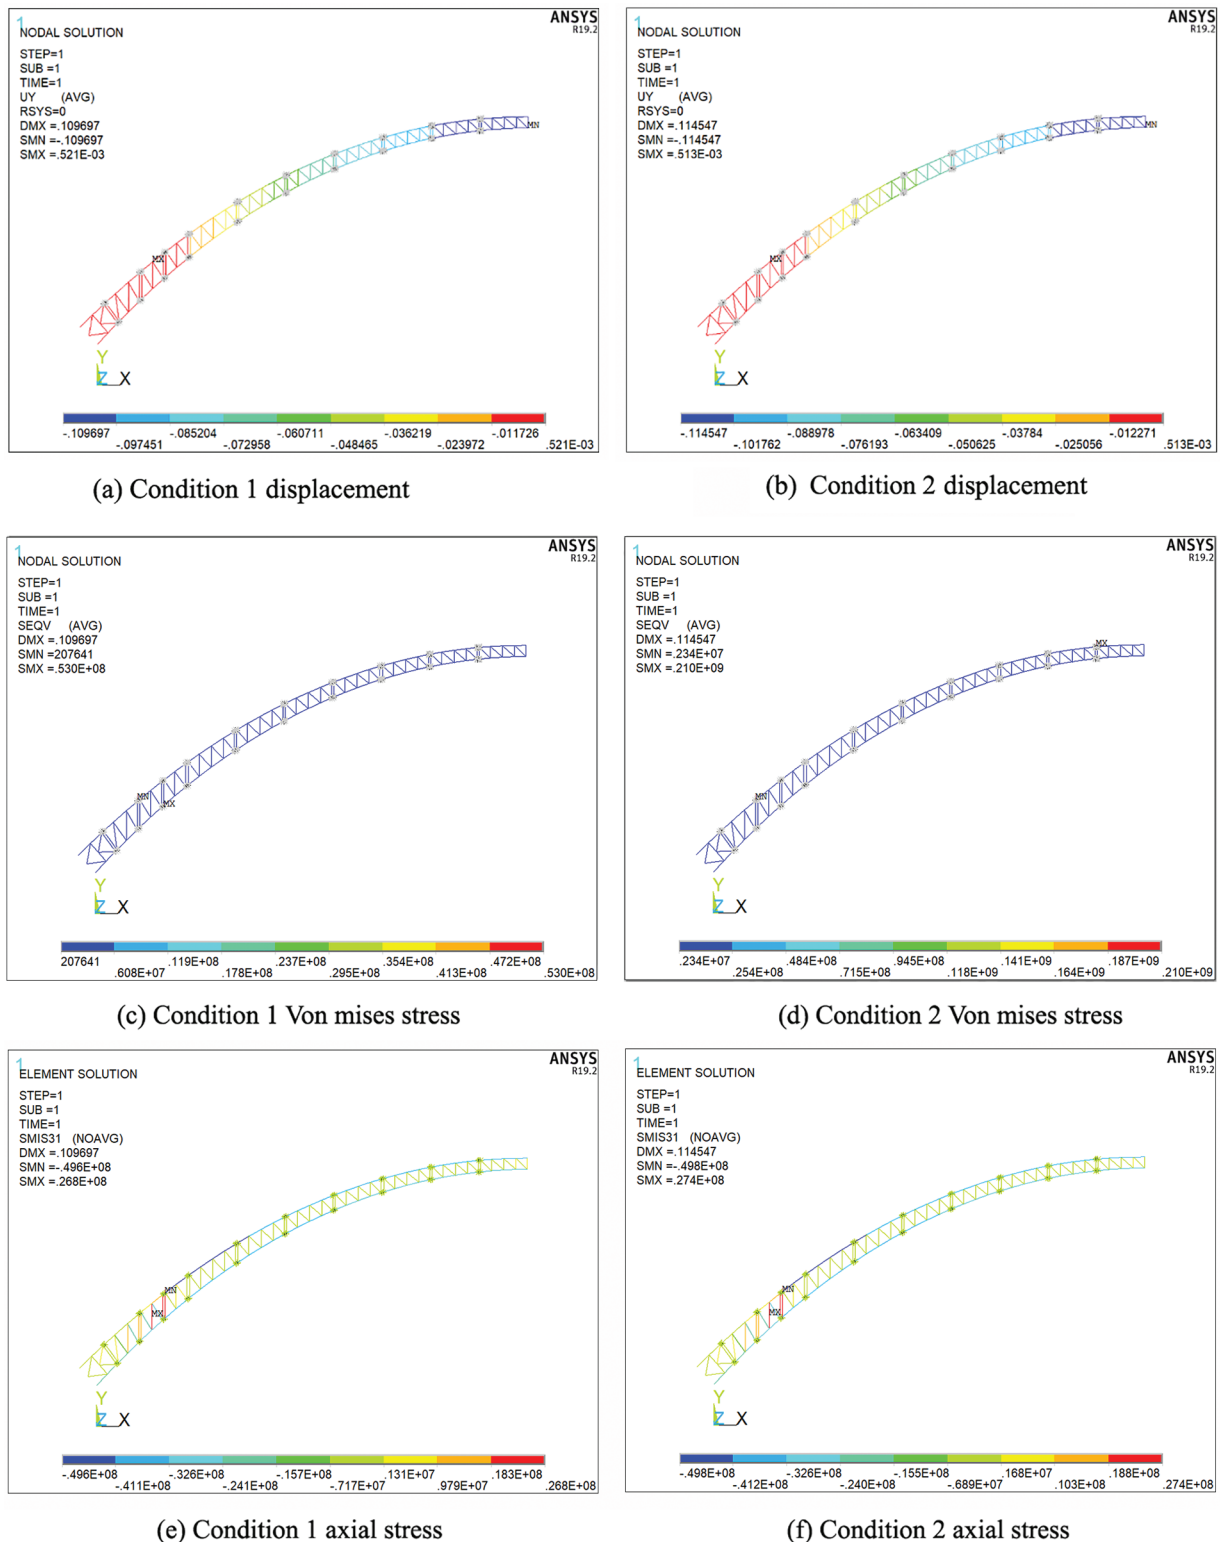 1
NODAL SOLUTION
ANSYS
R19.2
STEP=1
SUB =1
TIME=1
UY (AVG)
RSYS=0
DMX =.109697
SMN =-.109697
SMX =.521E-03
MN
MX
Y
Z X
-.109697 -.085204 -.060711 -.036219 -.011726
-.097451 -.072958 -.048465 -.023972 .521E-03
(a) Condition 1 displacement
1
NODAL SOLUTION
ANSYS
R19.2
STEP=1
SUB =1
TIME=1
UY (AVG)
RSYS=0
DMX =.114547
SMN =-.114547
SMX =.513E-03
MN
MX
Y
Z X
-.114547 -.088978 -.063409 -.03784 -.012271
-.101762 -.076193 -.050625 -.025056 .513E-03
(b) Condition 2 displacement
1
NODAL SOLUTION
ANSYS
R19.2
STEP=1
SUB =1
TIME=1
SEQV (AVG)
DMX =.109697
SMN =207641
SMX =.530E+08
MN
MX
Y
Z X
207641 .119E+08 .237E+08 .354E+08 .472E+08
.608E+07 .178E+08 .295E+08 .413E+08 .530E+08
(c) Condition 1 Von mises stress
1
NODAL SOLUTION
ANSYS
R19.2
STEP=1
SUB =1
TIME=1
SEQV (AVG)
DMX =.114547
SMN =.234E+07
SMX =.210E+09
MX
MN
Y
Z X
.234E+07 .484E+08 .945E+08 .141E+09 .187E+09
.254E+08 .715E+08 .118E+09 .164E+09 .210E+09
(d) Condition 2 Von mises stress
1
ELEMENT SOLUTION
ANSYS
R19.2
STEP=1
SUB =1
TIME=1
SMIS31 (NOAVG)
DMX =.109697
SMN =-.496E+08
SMX =.268E+08
MN
MX
Y
Z X
-.496E+08 -.326E+08 -.157E+08 .131E+07 .183E+08
-.411E+08 -.241E+08 -.717E+07 .979E+07 .268E+08
(e) Condition 1 axial stress
1
ELEMENT SOLUTION
ANSYS
R19.2
STEP=1
SUB =1
TIME=1
SMIS31 (NOAVG)
DMX =.114547
SMN =-.498E+08
SMX =.274E+08
MN
MX
Y
Z X
-.498E+08 -.326E+08 -.155E+08 .168E+07 .188E+08
-.412E+08 -.240E+08 -.689E+07 .103E+08 .274E+08
(f) Condition 2 axial stress